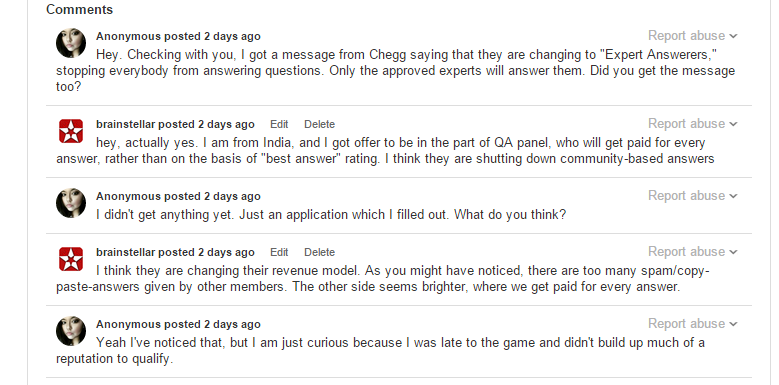 Comments
Anonymous posted 2 days ago Report abuse
Hey. Checking with you, I got a message from Chegg saying that they are changing to "Expert Answerers,"
stopping everybody from answering questions. Only the approved experts will answer them. Did you get the message
too?
brainstellar posted 2 days ago Edit Delete Report abuse
hey, actually yes. I am from India, and I got offer to be in the part of QA panel, who will get paid for every
answer, rather than on the basis of "best answer" rating. I think they are shutting down community-based answers
Anonymous posted 2 days ago Report abuse
I didn't get anything yet. Just an application which I filled out. What do you think?
brainstellar posted 2 days ago Edit Delete Report abuse
I think they are changing their revenue model. As you might have noticed, there are too many spam/copy-
paste-answers given by other members. The other side seems brighter, where we get paid for every answer.
Anonymous posted 2 days ago Report abuse
Yeah I've noticed that, but I am just curious because I was late to the game and didn't build up much of a
reputation to qualify.